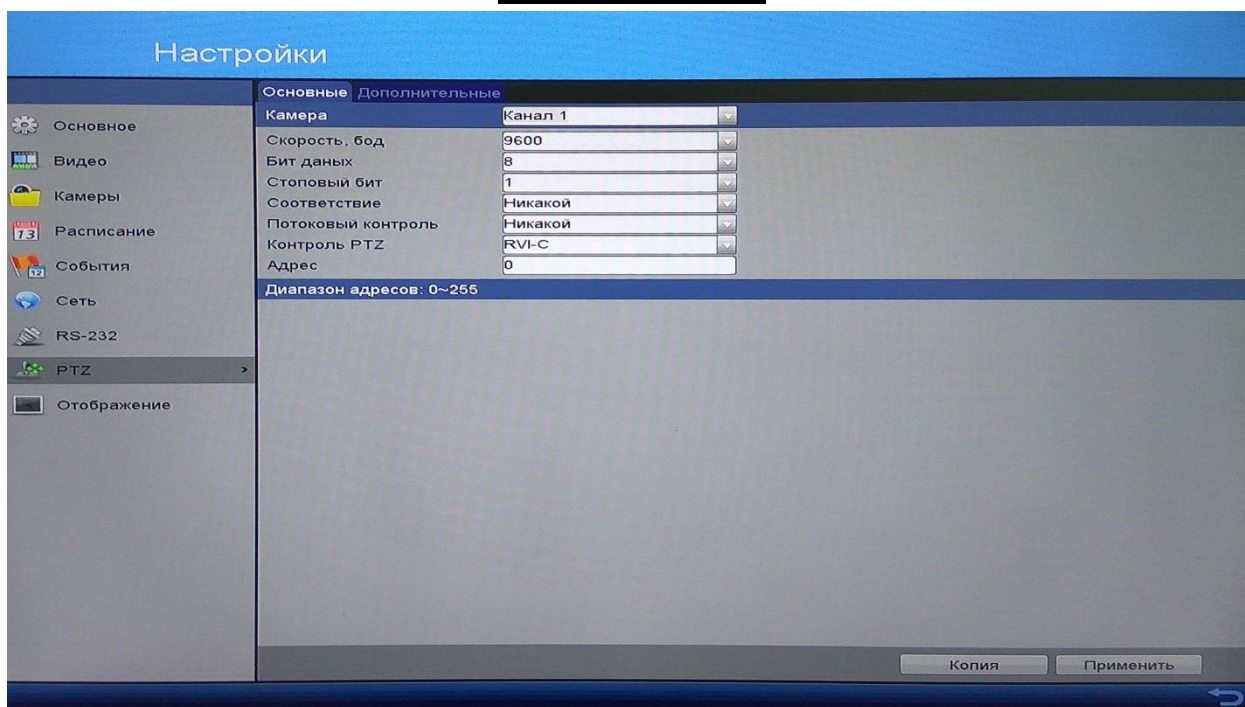 Настройки
Основные Дополнительные
Камера Канал 1
Скорость, бод 9600
Бит даных 8
Стоповый бит 1
Соответствие Никакой
Потоковый контроль Никакой
Контроль PTZ RVI-C
Адрес 0
Диапазон адресов: 0~255
Основное
Видео
Камеры
13 Расписание
12 События
Сеть
RS-232
PTZ >
Отображение
Копия Применить